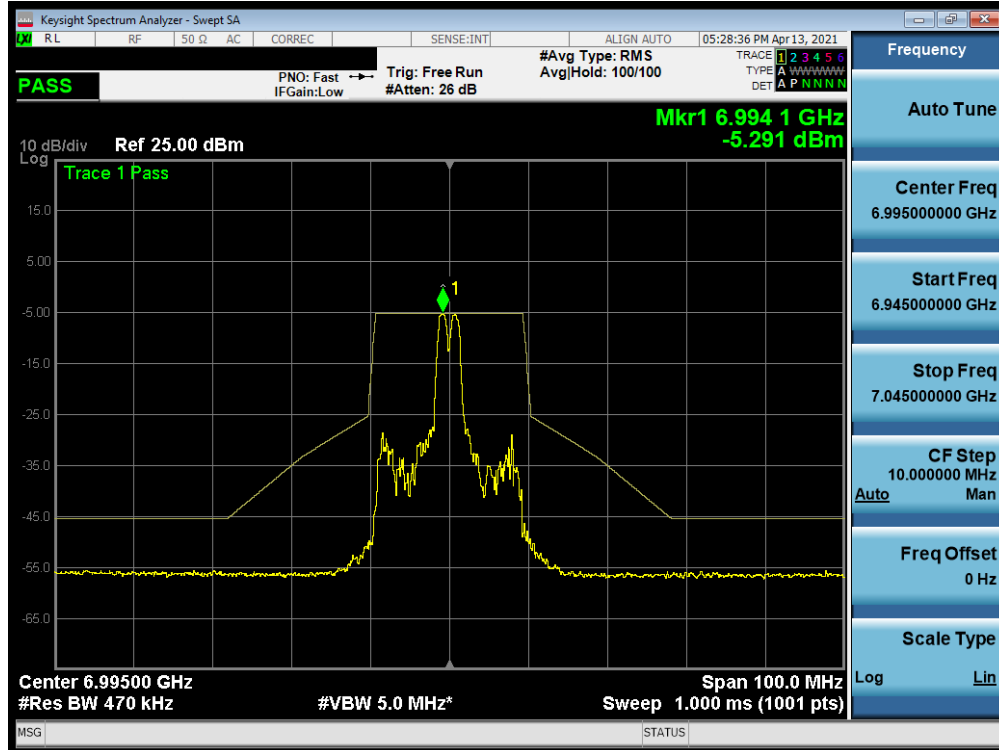 Keysight Spectrum Analyzer - Swept SA
LXI RL RF 50 Ω AC CORREC SENSE:INT ALIGN AUTO 05:28:36 PM Apr 13, 2021
PASS
PNO: Fast
IFGain:Low
Trig: Free Run
#Atten: 26 dB
#Avg Type: RMS
Avg|Hold: 100/100
TRACE 1 2 3 4 5 6
TYPE A WWWWW
DET A P N N N N
Mkr1 6.994 1 GHz
-5.291 dBm
10 dB/div Ref 25.00 dBm
Log
Trace 1 Pass
15.0
5.00
-5.00
-15.0
-25.0
-35.0
-45.0
-55.0
-65.0
1
Center 6.99500 GHz Span 100.0 MHz
#Res BW 470 kHz #VBW 5.0 MHz* Sweep 1.000 ms (1001 pts)
MSG STATUS
Frequency
Auto Tune
Center Freq
6.995000000 GHz
Start Freq
6.945000000 GHz
Stop Freq
7.045000000 GHz
CF Step
10.000000 MHz
Auto Man
Freq Offset
0 Hz
Scale Type
Log Lin